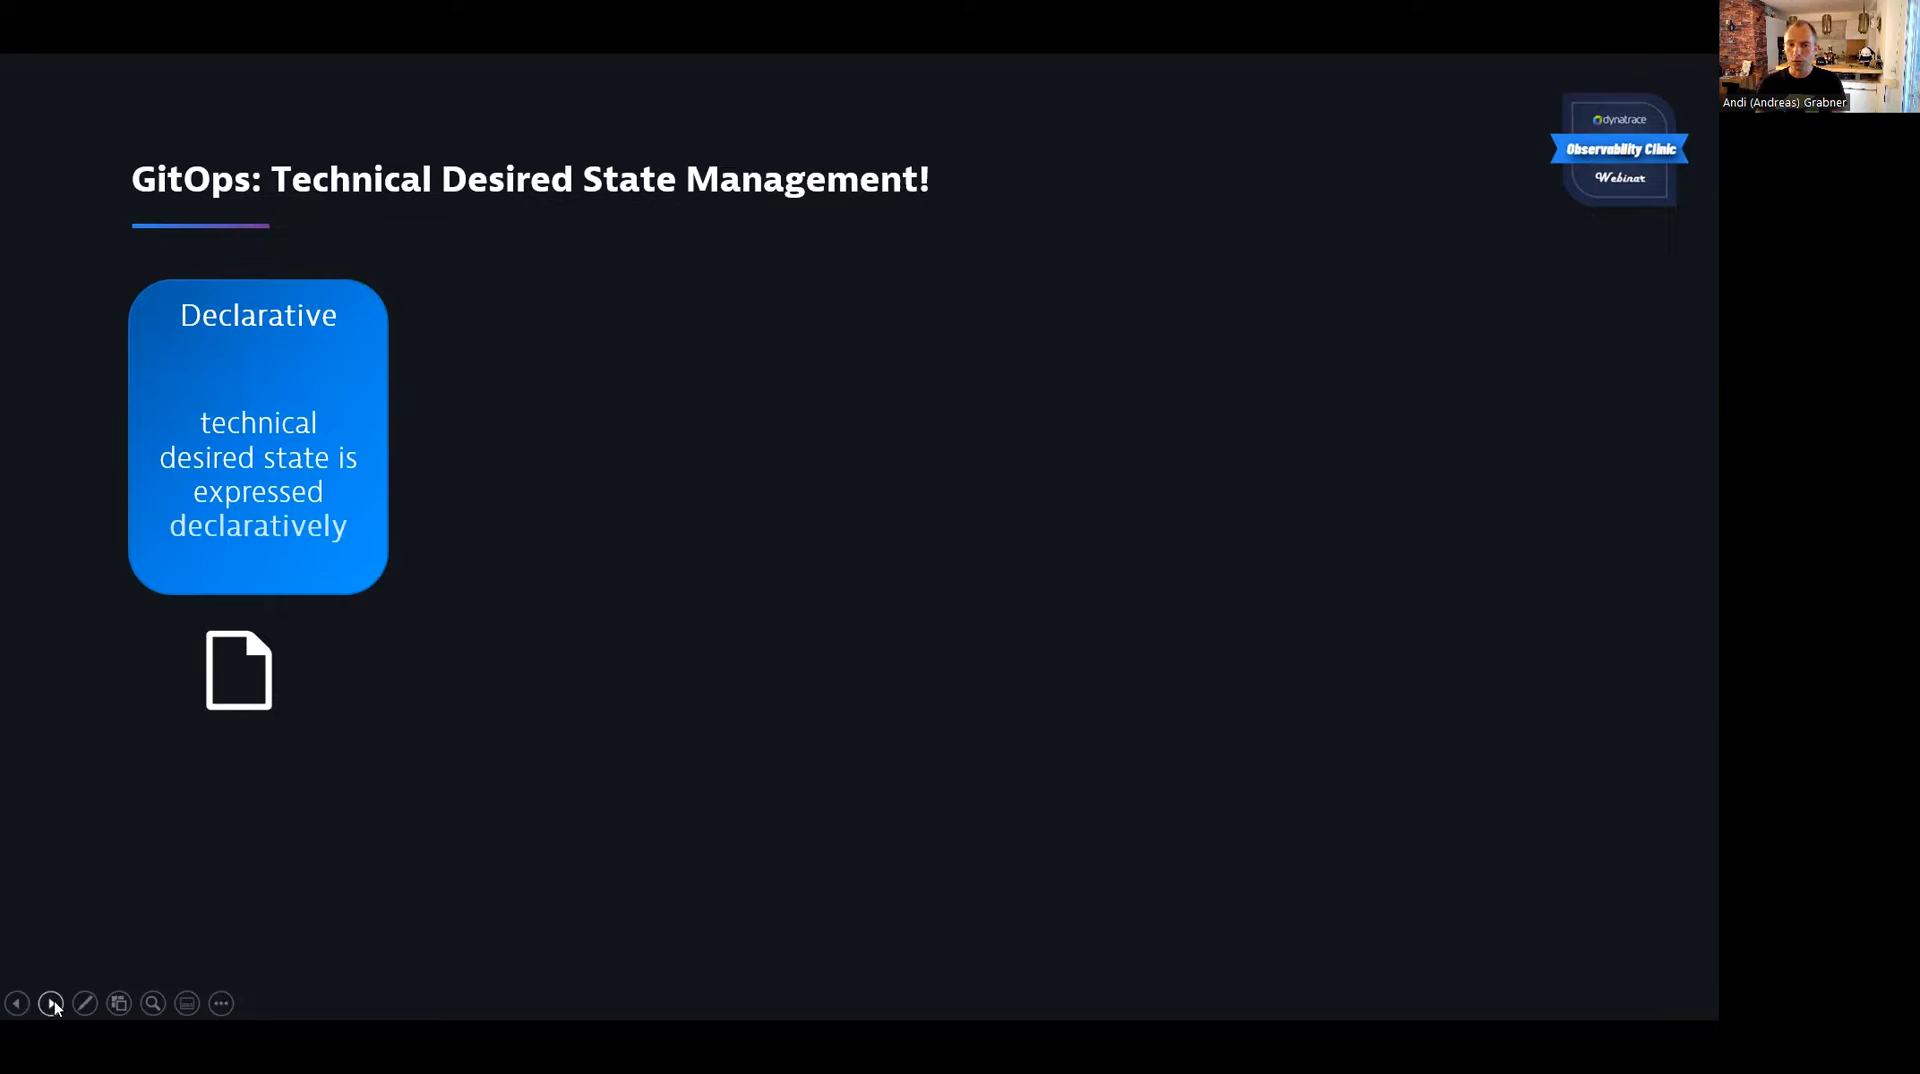 Andi (Andreas) Grabner
dynatrace
Observability Clinic
Webinar
GitOps: Technical Desired State Management!
Declarative
technical
desired state is
expressed
declaratively